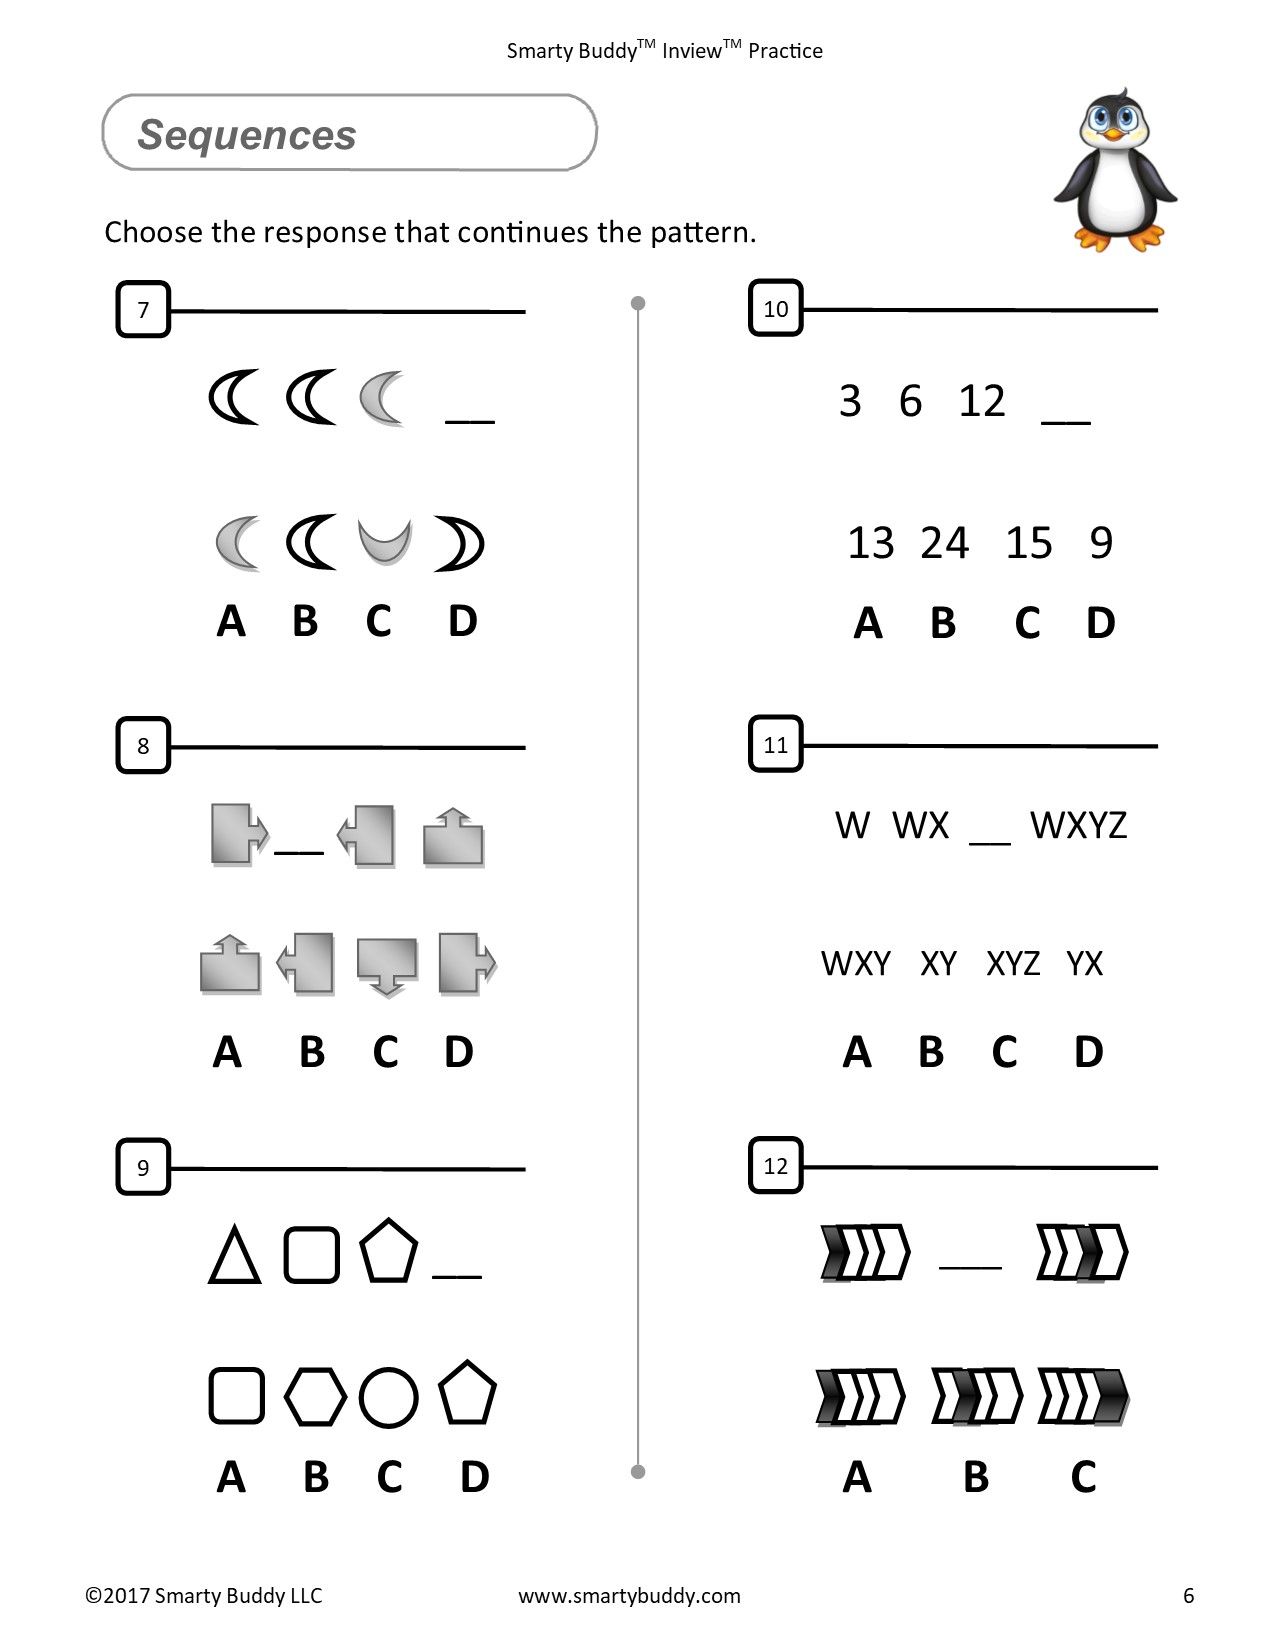 Smarty Buddy™ Inview™ Practice
Sequences
Choose the response that continues the pattern.
7
__
A B C D
8
__
A B C D
9
__
A B C D
10
3 6 12 __
13 24 15 9
A B C D
11
W WX __ WXYZ
WXY XY XYZ YX
A B C D
12
___
A B C
©2017 Smarty Buddy LLC www.smartybuddy.com 6